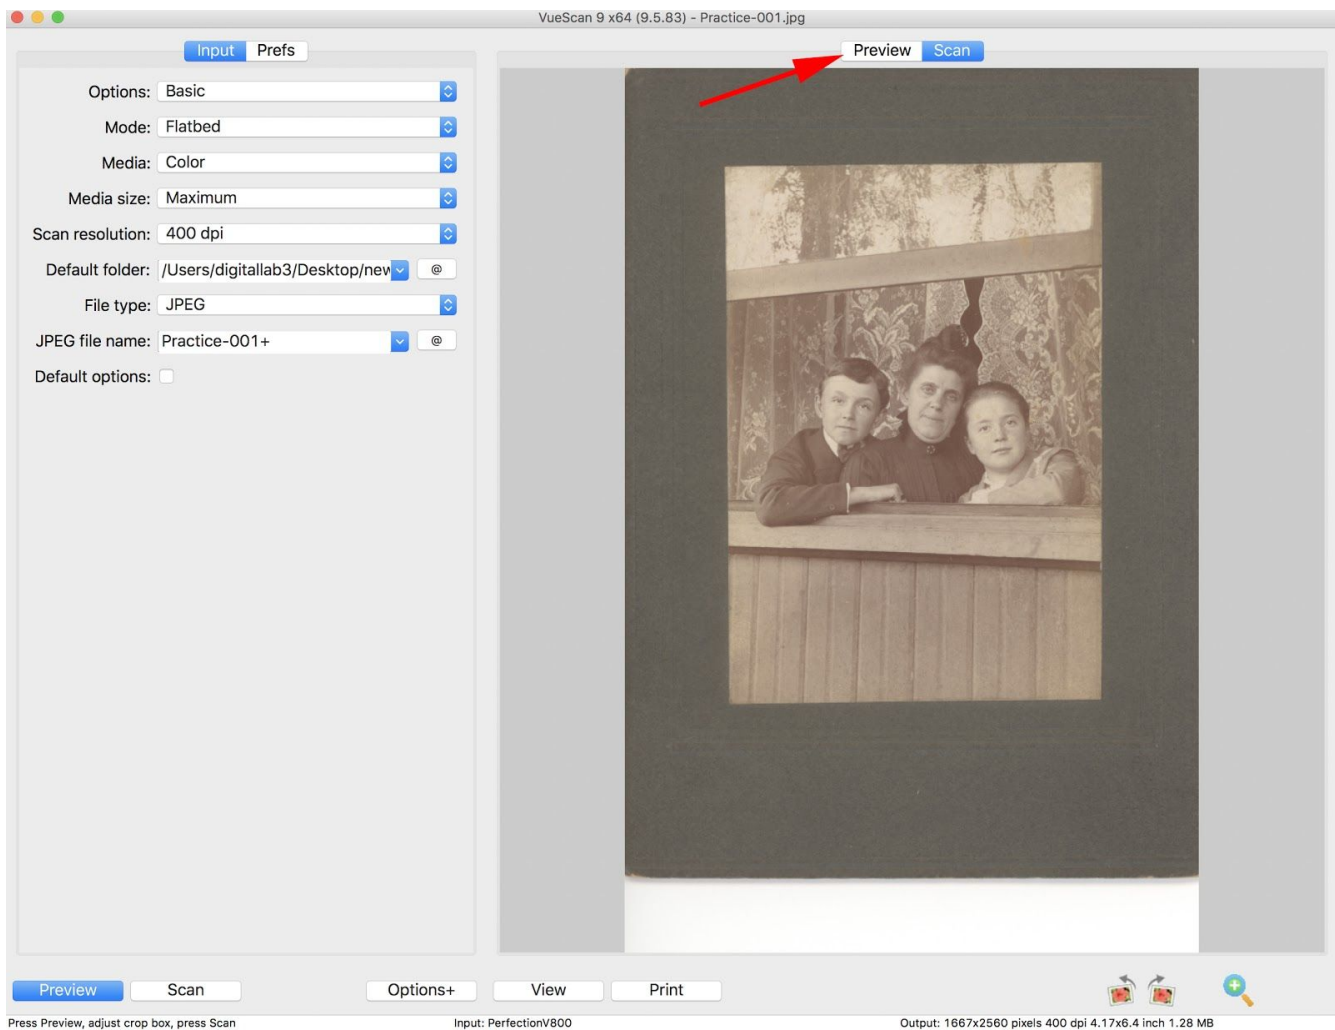 VueScan 9 x64 (9.5.83) - Practice-001.jpg
Input Prefs
Preview Scan
Options: Basic
Mode: Flatbed
Media: Color
Media size: Maximum
Scan resolution: 400 dpi
Default folder: /Users/digitallab3/Desktop/new @
File type: JPEG
JPEG file name: Practice-001+ @
Default options:
Preview Scan Options+ View Print
Press Preview, adjust crop box, press Scan Input: PerfectionV800 Output: 1667x2560 pixels 400 dpi 4.17x6.4 inch 1.28 MB